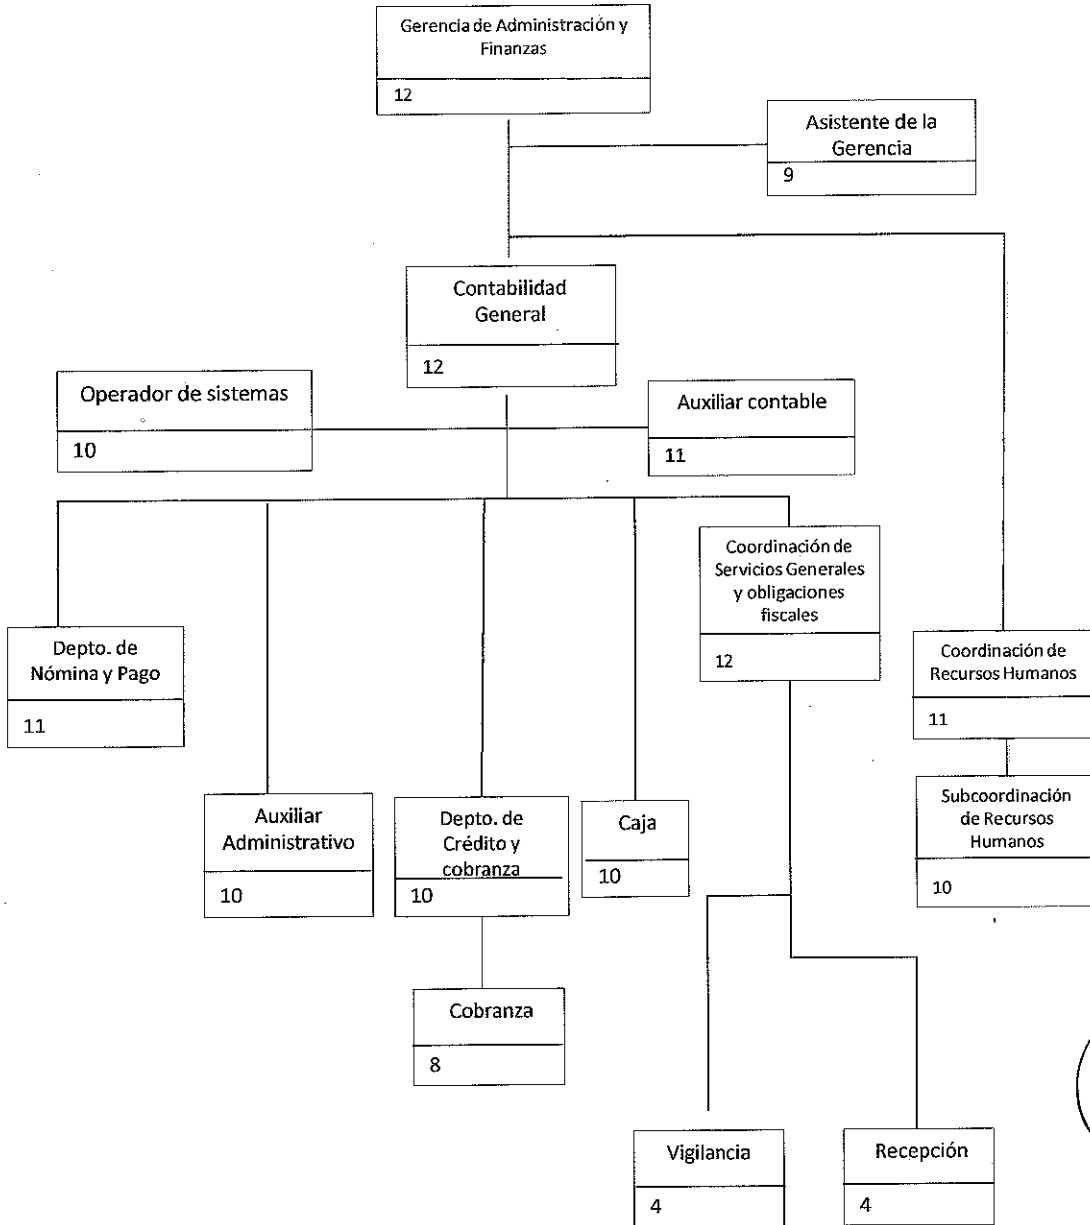 Gerencia de Administración y
Finanzas
12
Asistente de la
Gerencia
9
Contabilidad
General
12
Operador de sistemas
10
Auxiliar contable
11
Coordinación de
Servicios Generales
y obligaciones
fiscales
12
Depto. de
Nómina y Pago
11
Coordinación de
Recursos Humanos
11
Auxiliar
Administrativo
10
Depto. de
Crédito y
cobranza
10
Caja
10
Subcoordinación
de Recursos
Humanos
10
Cobranza
8
Vigilancia
4
Recepción
4